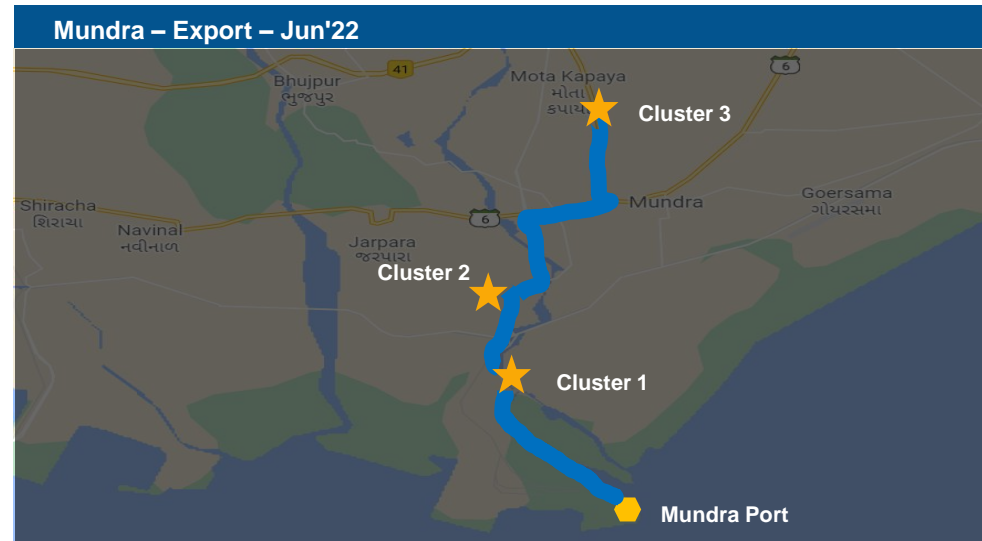 Mundra – Export – Jun'22
41
6
Bhujpur
ભુજપુર
Mota Kapaya
મોતા
કપાયા
Cluster 3
Shiracha
શિરાચા
Navinal
નવીનાળ
6
Mundra
Goersama
ગોયરસમા
Jarpara
જરપારા
Cluster 2
Cluster 1
Mundra Port